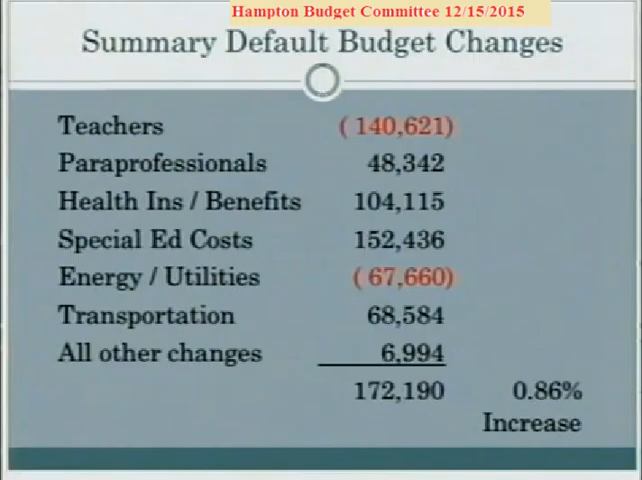 Hampton Budget Committee 12/15/2015
Summary Default Budget Changes
Teachers ( 140,621)
Paraprofessionals 48,342
Health Ins / Benefits 104,115
Special Ed Costs 152,436
Energy / Utilities ( 67,660)
Transportation 68,584
All other changes 6,994
172,190 0.86%
Increase